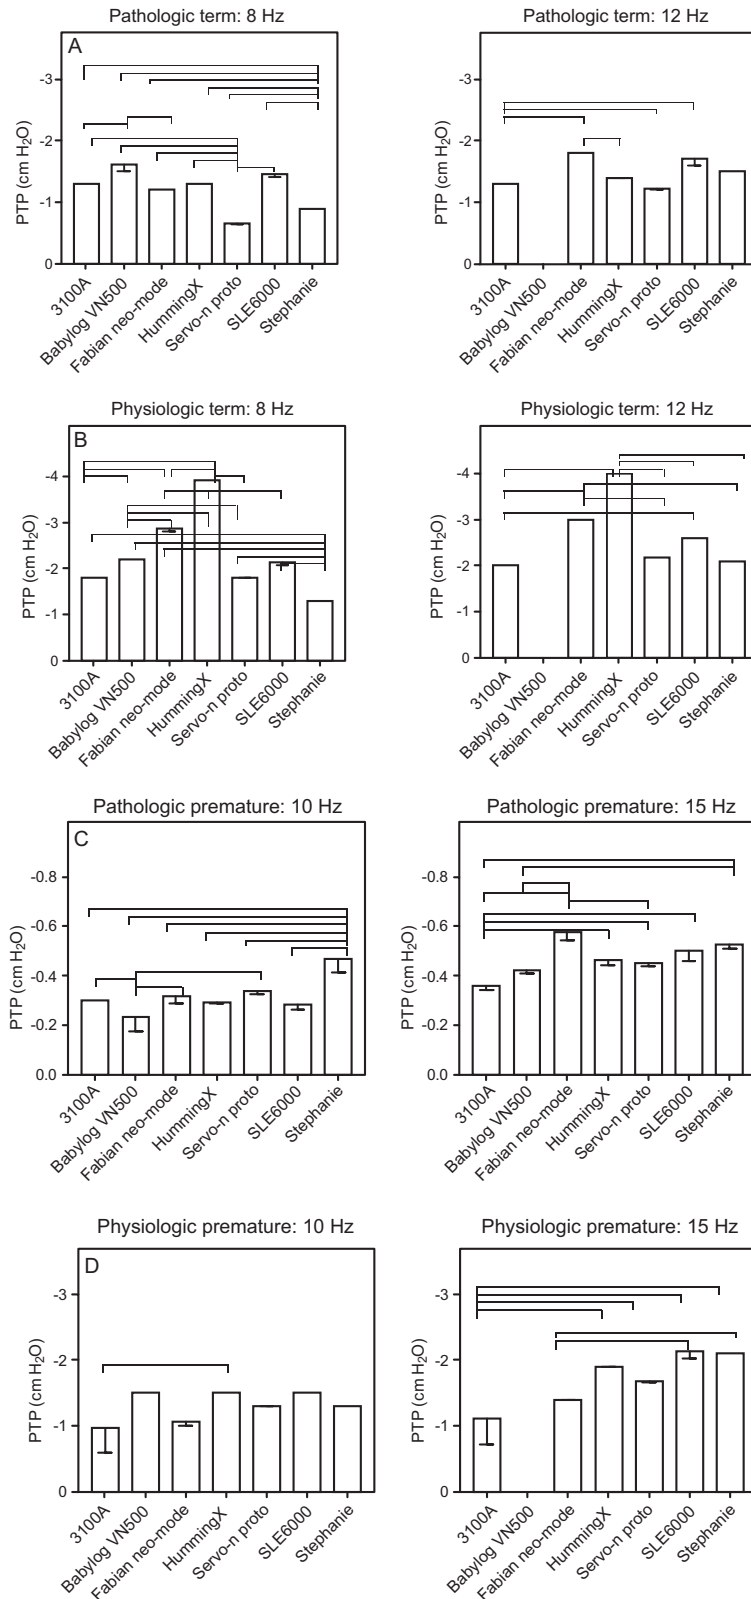 Pathologic term: 8 Hz
A
PTP (cm H₂O)
-3
-2
-1
0
3100A
Babylog VN500
Fabian neo-mode
HummingX
Servo-n proto
SLE6000
Stephanie
Pathologic term: 12 Hz
PTP (cm H₂O)
-3
-2
-1
0
3100A
Babylog VN500
Fabian neo-mode
HummingX
Servo-n proto
SLE6000
Stephanie
Physiologic term: 8 Hz
B
PTP (cm H₂O)
-4
-3
-2
-1
0
3100A
Babylog VN500
Fabian neo-mode
HummingX
Servo-n proto
SLE6000
Stephanie
Physiologic term: 12 Hz
PTP (cm H₂O)
-4
-3
-2
-1
0
3100A
Babylog VN500
Fabian neo-mode
HummingX
Servo-n proto
SLE6000
Stephanie
Pathologic premature: 10 Hz
C
PTP (cm H₂O)
-0.8
-0.6
-0.4
-0.2
0.0
3100A
Babylog VN500
Fabian neo-mode
HummingX
Servo-n proto
SLE6000
Stephanie
Pathologic premature: 15 Hz
PTP (cm H₂O)
-0.8
-0.6
-0.4
-0.2
0.0
3100A
Babylog VN500
Fabian neo-mode
HummingX
Servo-n proto
SLE6000
Stephanie
Physiologic premature: 10 Hz
D
PTP (cm H₂O)
-3
-2
-1
0
3100A
Babylog VN500
Fabian neo-mode
HummingX
Servo-n proto
SLE6000
Stephanie
Physiologic premature: 15 Hz
PTP (cm H₂O)
-3
-2
-1
0
3100A
Babylog VN500
Fabian neo-mode
HummingX
Servo-n proto
SLE6000
Stephanie